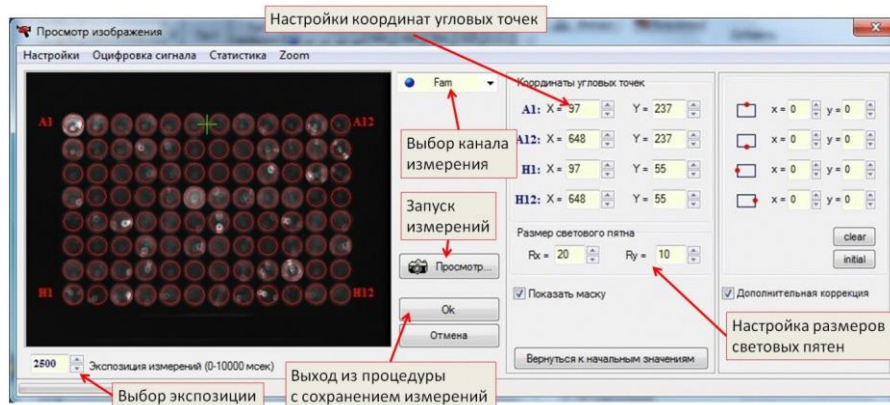 Настройки координат угловых точек
Просмотр изображения
Настройки Оцифровка сигнала Статистика Zoom
A1 A12
H1 H12
Fam
Выбор канала
измерения
Запуск
измерений
Просмотр...
Ok
Отмена
2500 Экспозиция измерений (0-10000 мсек)
Выбор экспозиции
Выход из процедуры
с сохранением измерений
Координаты угловых точек
A1: X = 97 Y = 237
A12: X = 648 Y = 237
H1: X = 97 Y = 55
H12: X = 648 Y = 55
Размер светового пятна
Rx = 20 Ry = 10
Показать маску
Вернуться к начальным значениям
x = 0 y = 0
x = 0 y = 0
x = 0 y = 0
x = 0 y = 0
clear
initial
Дополнительная коррекция
Настройка размеров
световых пятен